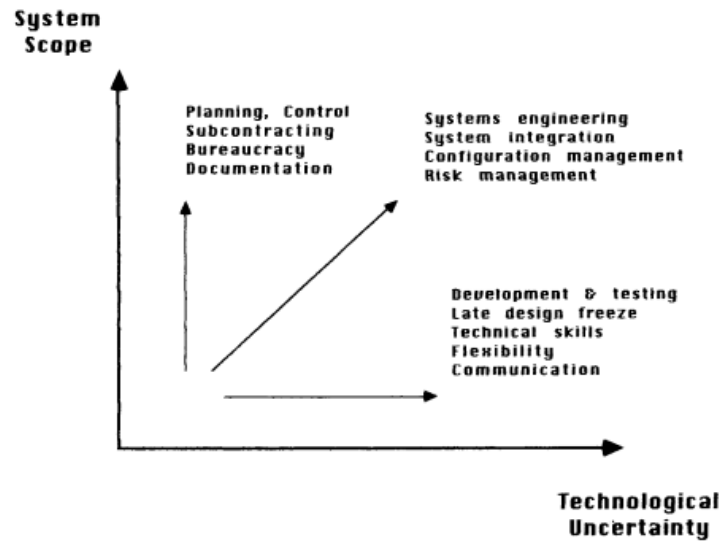 System
Scope
Planning, Control
Subcontracting
Bureaucracy
Documentation
Systems engineering
System integration
Configuration management
Risk management
Development & testing
Late design freeze
Technical skills
Flexibility
Communication
Technological
Uncertainty